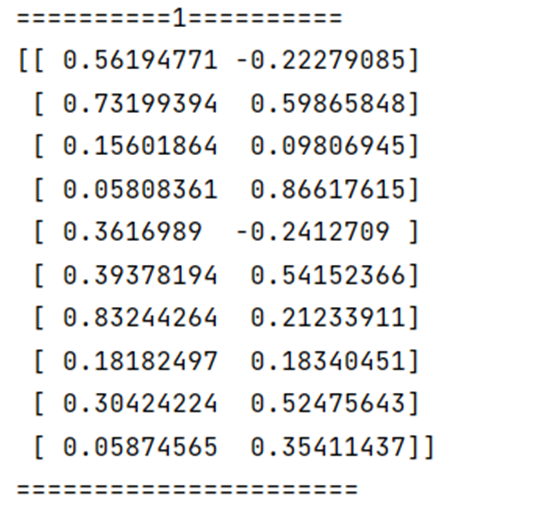 ==========1==========
[[ 0.56194771 -0.22279085]
 [ 0.73199394  0.59865848]
 [ 0.15601864  0.09806945]
 [ 0.05808361  0.86617615]
 [ 0.3616989  -0.2412709 ]
 [ 0.39378194  0.54152366]
 [ 0.83244264  0.21233911]
 [ 0.18182497  0.18340451]
 [ 0.30424224  0.52475643]
 [ 0.05874565  0.35411437]]
======================